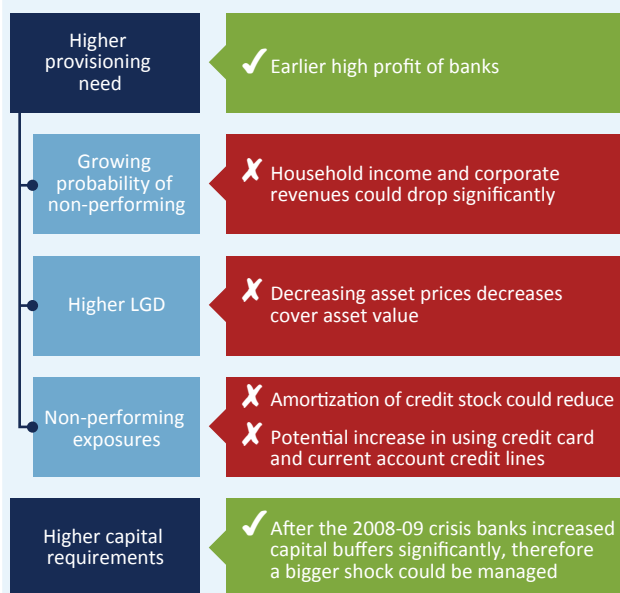 Higher
provisioning
need
✓ Earlier high profit of banks
Growing
probability of
non-performing
✗ Household income and corporate
revenues could drop significantly
Higher LGD
✗ Decreasing asset prices decreases
cover asset value
Non-performing
exposures
✗ Amortization of credit stock could reduce
✗ Potential increase in using credit card
and current account credit lines
Higher capital
requirements
✓ After the 2008-09 crisis banks increased
capital buffers significantly, therefore
a bigger shock could be managed